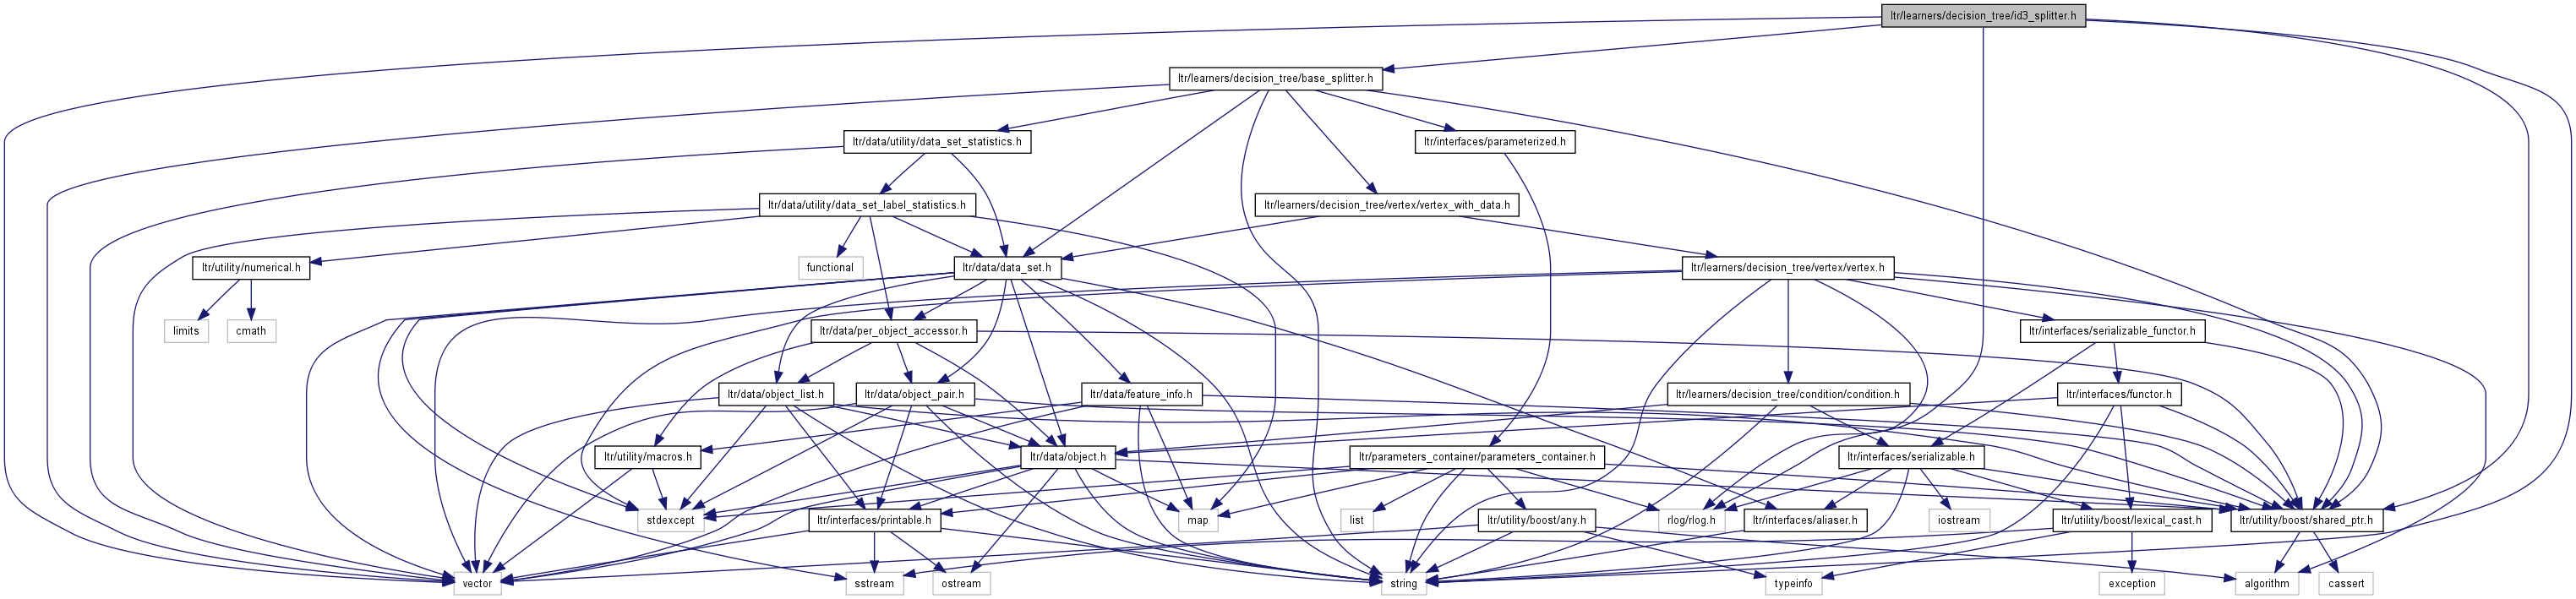 ltr/learners/decision_tree/id3_splitter.h
ltr/learners/decision_tree/base_splitter.h
ltr/data/utility/data_set_statistics.h
ltr/interfaces/parameterized.h
ltr/data/utility/data_set_label_statistics.h
ltr/learners/decision_tree/vertex/vertex_with_data.h
ltr/utility/numerical.h
functional
ltr/data/data_set.h
ltr/learners/decision_tree/vertex/vertex.h
limits
cmath
ltr/data/per_object_accessor.h
ltr/interfaces/serializable_functor.h
ltr/data/object_list.h
ltr/data/object_pair.h
ltr/data/feature_info.h
ltr/learners/decision_tree/condition/condition.h
ltr/interfaces/functor.h
ltr/utility/macros.h
ltr/data/object.h
ltr/parameters_container/parameters_container.h
ltr/interfaces/serializable.h
stdexcept
ltr/interfaces/printable.h
map
list
ltr/utility/boost/any.h
rlog/rlog.h
ltr/interfaces/aliaser.h
iostream
ltr/utility/boost/lexical_cast.h
ltr/utility/boost/shared_ptr.h
vector
sstream
ostream
string
typeinfo
exception
algorithm
cassert